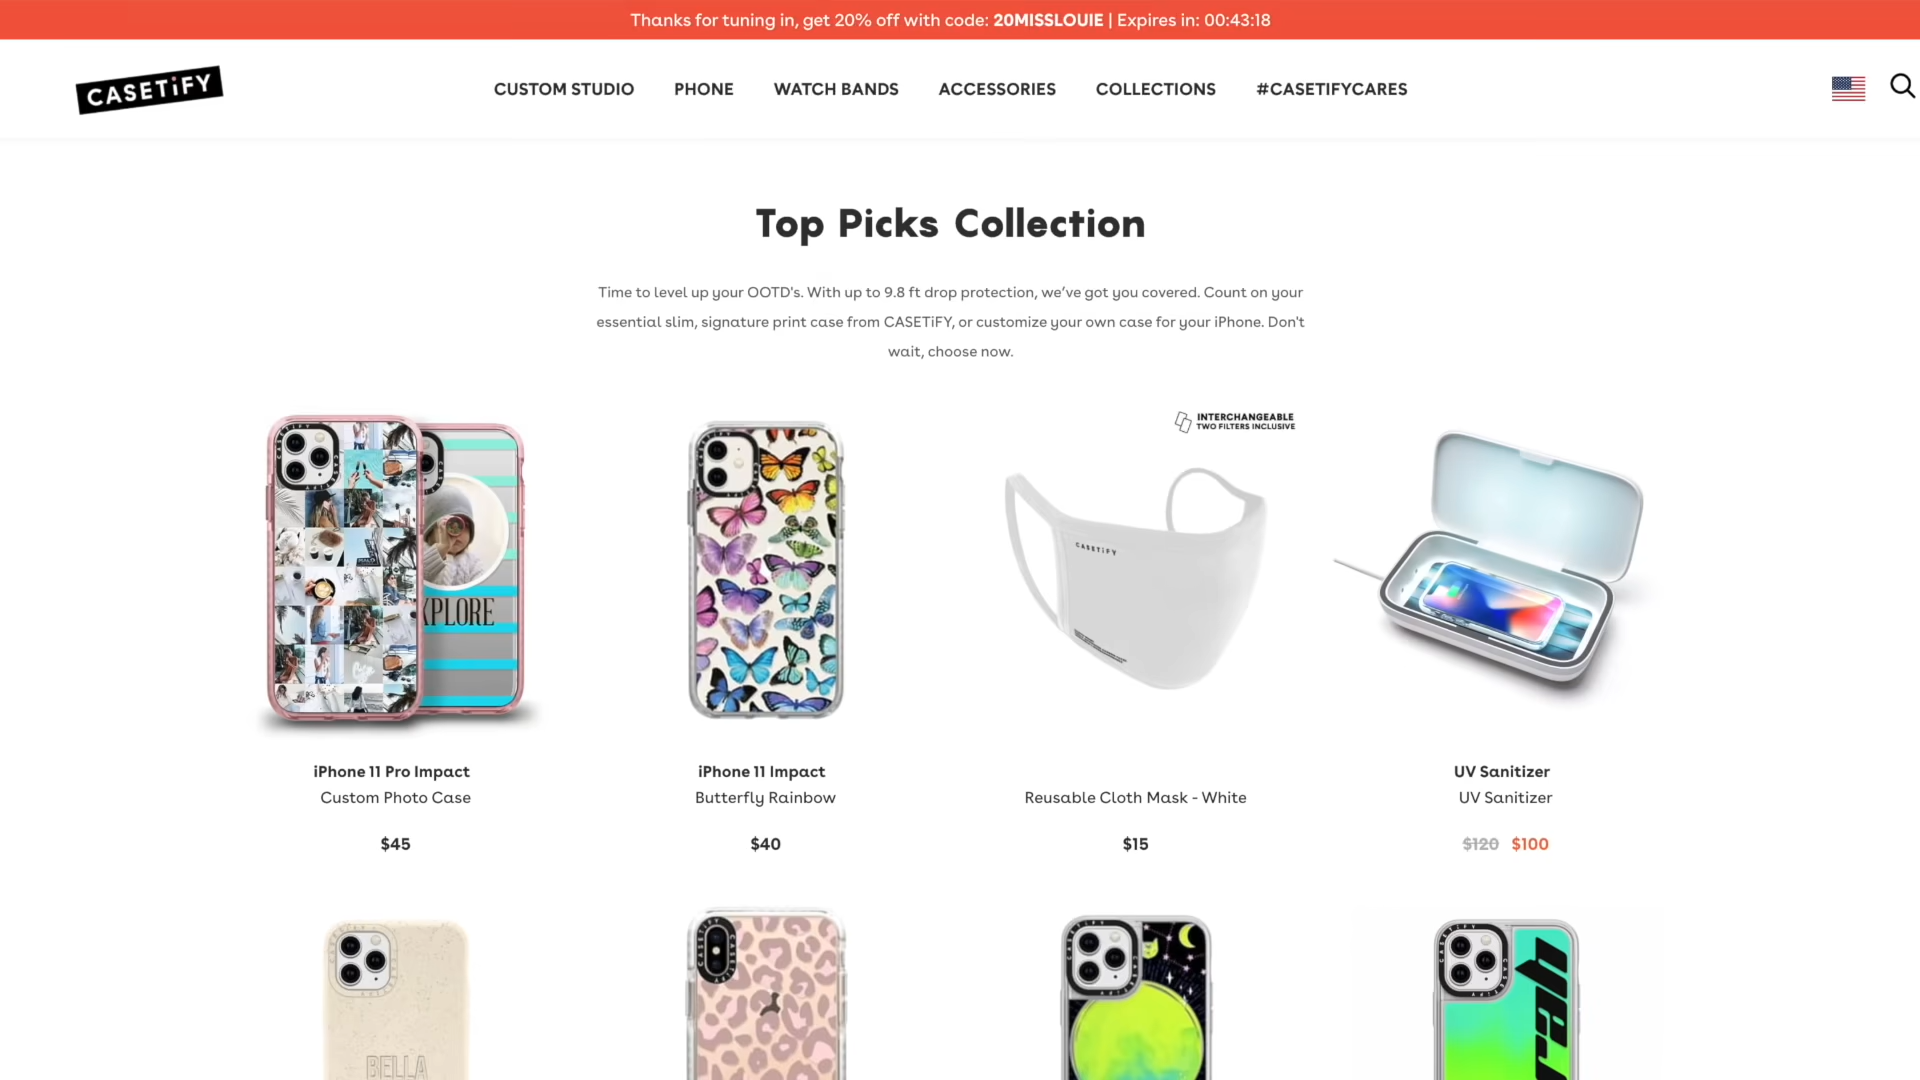 Thanks for tuning in, get 20% off with code: 20MISSLOUIE | Expires in: 00:43:18
CASETiFY
CUSTOM STUDIO PHONE WATCH BANDS ACCESSORIES COLLECTIONS #CASETIFYCARES
Top Picks Collection
Time to level up your OOTD's. With up to 9.8 ft drop protection, we’ve got you covered. Count on your
essential slim, signature print case from CASETiFY, or customize your own case for your iPhone. Don't
wait, choose now.
INTERCHANGEABLE
TWO FILTERS INCLUSIVE
CASETiFY
XPLORE
iPhone 11 Pro Impact
Custom Photo Case
$45
iPhone 11 Impact
Butterfly Rainbow
$40
Reusable Cloth Mask - White
$15
UV Sanitizer
UV Sanitizer
$120 $100
BELLA